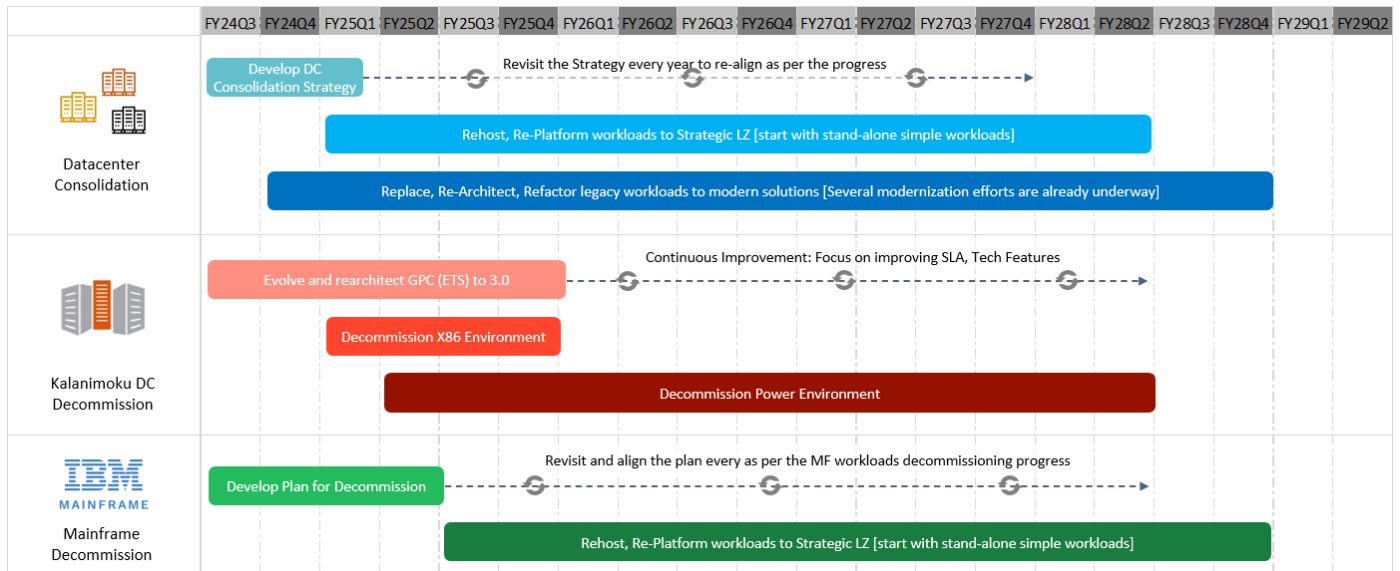 FY24Q3 FY24Q4 FY25Q1 FY25Q2 FY25Q3 FY25Q4 FY26Q1 FY26Q2 FY26Q3 FY26Q4 FY27Q1 FY27Q2 FY27Q3 FY27Q4 FY28Q1 FY28Q2 FY28Q3 FY28Q4 FY29Q1 FY29Q2
Datacenter
Consolidation
Develop DC
Consolidation Strategy
Revisit the Strategy every year to re-align as per the progress
Rehost, Re-Platform workloads to Strategic LZ [start with stand-alone simple workloads]
Replace, Re-Architect, Refactor legacy workloads to modern solutions [Several modernization efforts are already underway]
Kalanimoku DC
Decommission
Evolve and rearchitect GPC (ETS) to 3.0
Continuous Improvement: Focus on improving SLA, Tech Features
Decommission X86 Environment
Decommission Power Environment
IBM
MAINFRAME
Mainframe
Decommission
Develop Plan for Decommission
Revisit and align the plan every as per the MF workloads decommissioning progress
Rehost, Re-Platform workloads to Strategic LZ [start with stand-alone simple workloads]